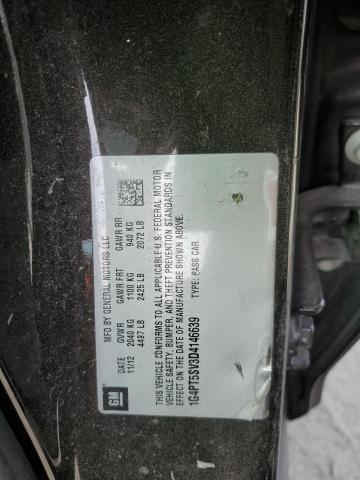 GM
MFD BY GENERAL MOTORS LLC
DATE GVWR GAWR FRT GAWR RR
11/12 2040 KG 1100 KG 940 KG
4497 LB 2425 LB 2072 LB
THIS VEHICLE CONFORMS TO ALL APPLICABLE U.S. FEDERAL MOTOR
VEHICLE SAFETY, BUMPER, AND THEFT PREVENTION STANDARDS IN
EFFECT ON THE DATE OF MANUFACTURE SHOWN ABOVE.
1G4PT5SV3D4146639 TYPE: PASS CAR